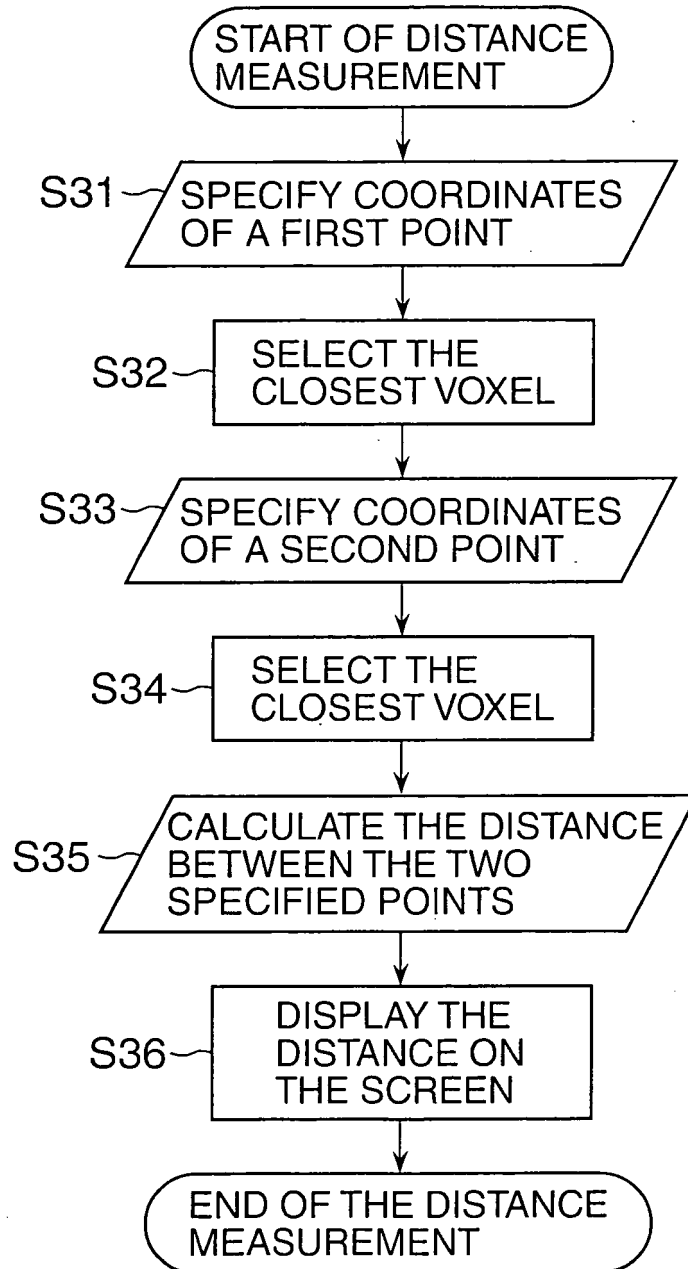 START OF DISTANCE
MEASUREMENT
S31
SPECIFY COORDINATES
OF A FIRST POINT
S32
SELECT THE
CLOSEST VOXEL
S33
SPECIFY COORDINATES
OF A SECOND POINT
S34
SELECT THE
CLOSEST VOXEL
S35
CALCULATE THE DISTANCE
BETWEEN THE TWO
SPECIFIED POINTS
S36
DISPLAY THE
DISTANCE ON
THE SCREEN
END OF THE DISTANCE
MEASUREMENT